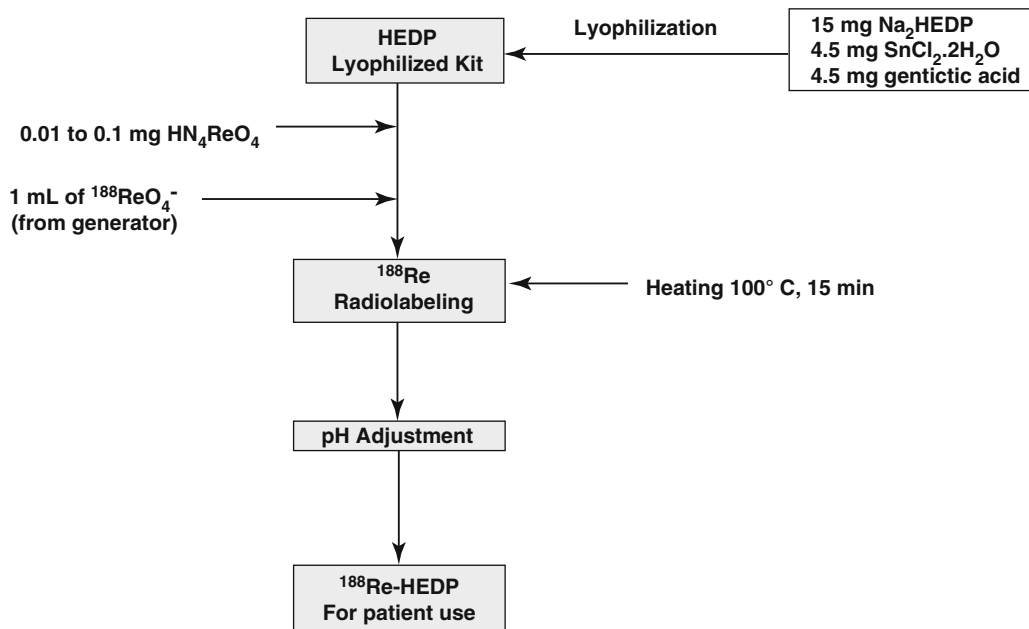 HEDP
Lyophilized Kit
Lyophilization
15 mg Na₂HEDP
4.5 mg SnCl₂.2H₂O
4.5 mg gentictic acid
0.01 to 0.1 mg HN₄ReO₄
1 mL of ¹⁸⁸ReO₄⁻
(from generator)
¹⁸⁸Re
Radiolabeling
Heating 100° C, 15 min
pH Adjustment
¹⁸⁸Re-HEDP
For patient use